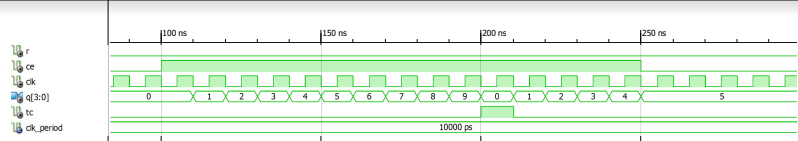 100 ns 150 ns 200 ns 250 ns
r
ce
clk
q[3:0] 0 1 2 3 4 5 6 7 8 9 0 1 2 3 4 5
tc
clk_period 10000 ps